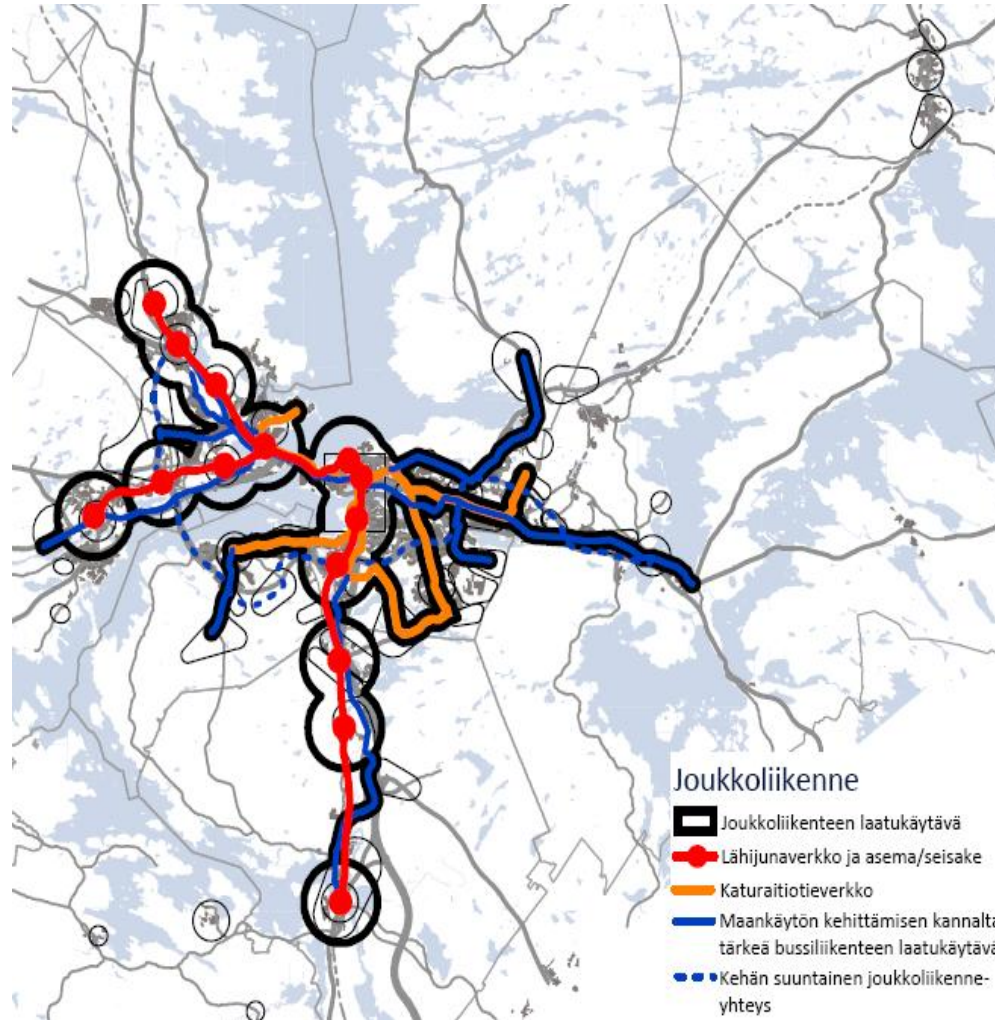 Joukkoliikenne
Joukkoliikenteen laatukäytävä
Lähijunaverkko ja asema/seisake
Katuraitiotieverkko
Maankäytön kehittämisen kannalta
tärkeä bussiliikenteen laatukäytävä
Kehän suuntainen joukkoliikenne-
yhteys